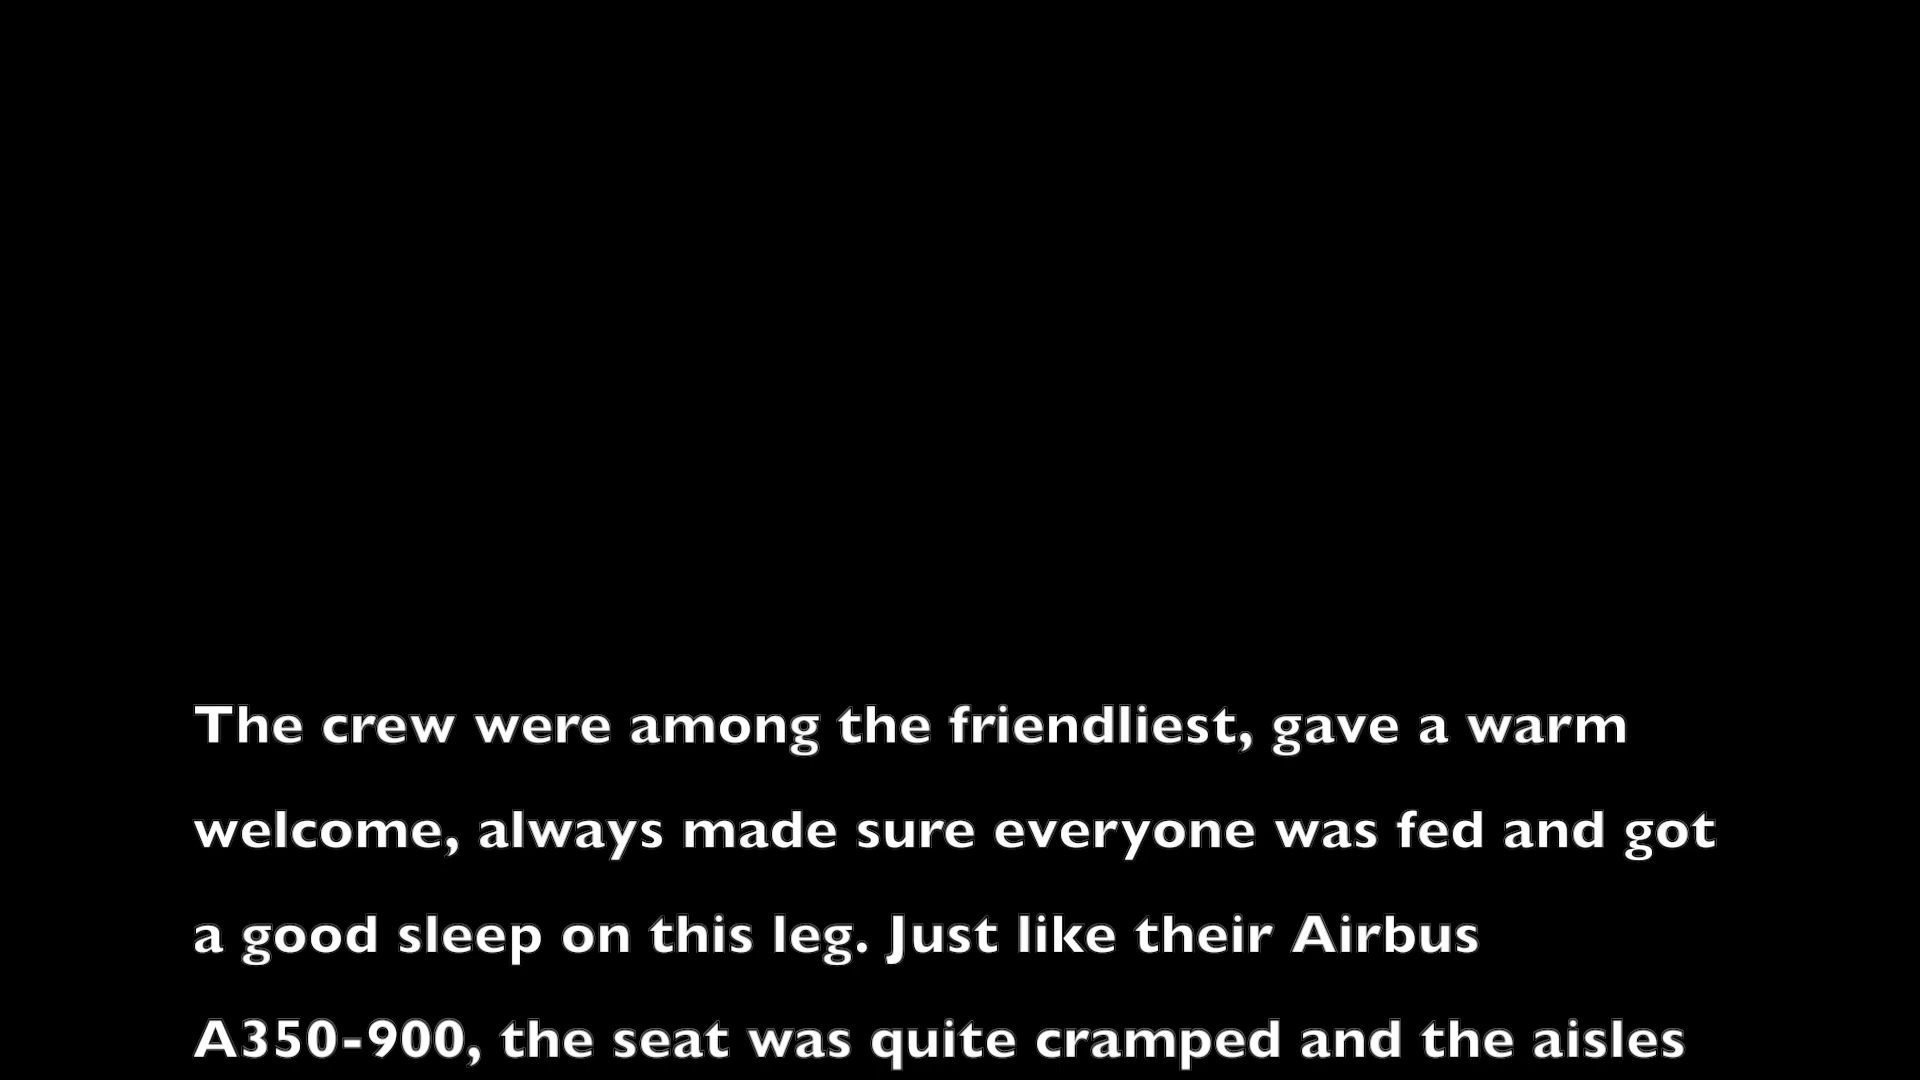 The crew were among the friendliest, gave a warm
welcome, always made sure everyone was fed and got
a good sleep on this leg. Just like their Airbus
A350-900, the seat was quite cramped and the aisles